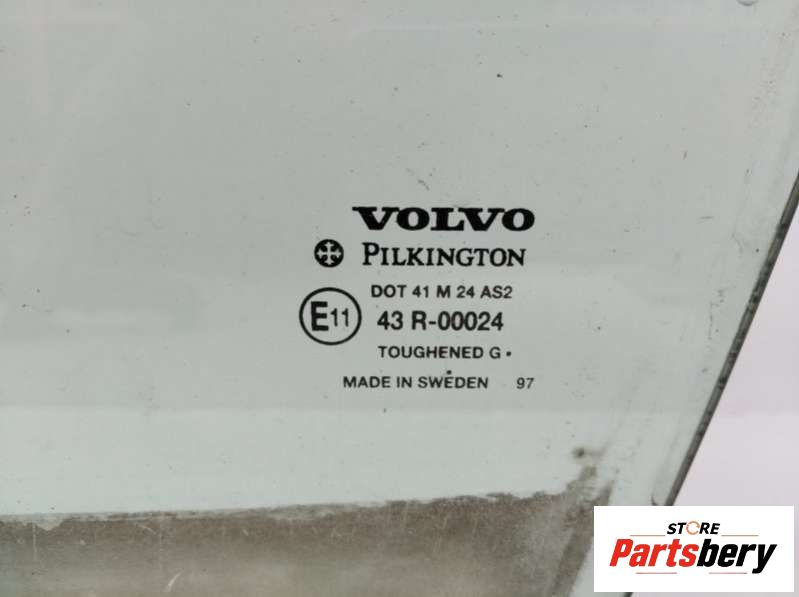 VOLVO
PILKINGTON
DOT 41 M 24 AS2
E11 43 R-00024
TOUGHENED G •
MADE IN SWEDEN 97
STORE
Partsbery